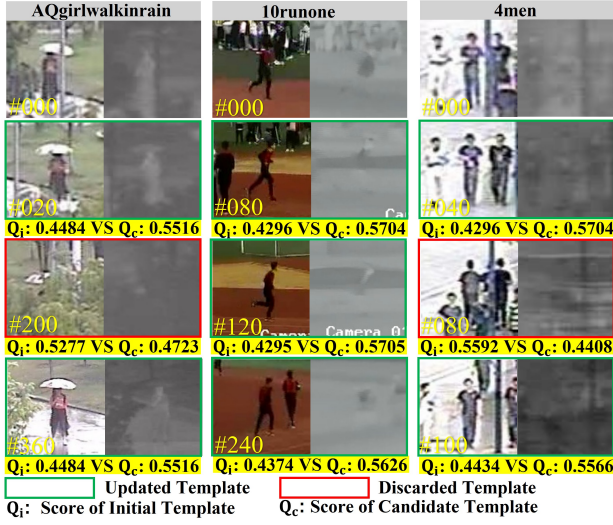 AQgirlwalkinrain 10runone 4men
#000 #000 #000
#020 #080 #040
Ca
Qi: 0.4484 VS Qc: 0.5516 Qi: 0.4296 VS Qc: 0.5704 Qi: 0.4296 VS Qc: 0.5704
#200 #120 #080
Camera Camera 01
Qi: 0.5277 VS Qc: 0.4723 Qi: 0.4295 VS Qc: 0.5705 Qi: 0.5592 VS Qc: 0.4408
#360 #240 #100
Qi: 0.4484 VS Qc: 0.5516 Qi: 0.4374 VS Qc: 0.5626 Qi: 0.4434 VS Qc: 0.5566
Updated Template Discarded Template
Qi: Score of Initial Template Qc: Score of Candidate Template